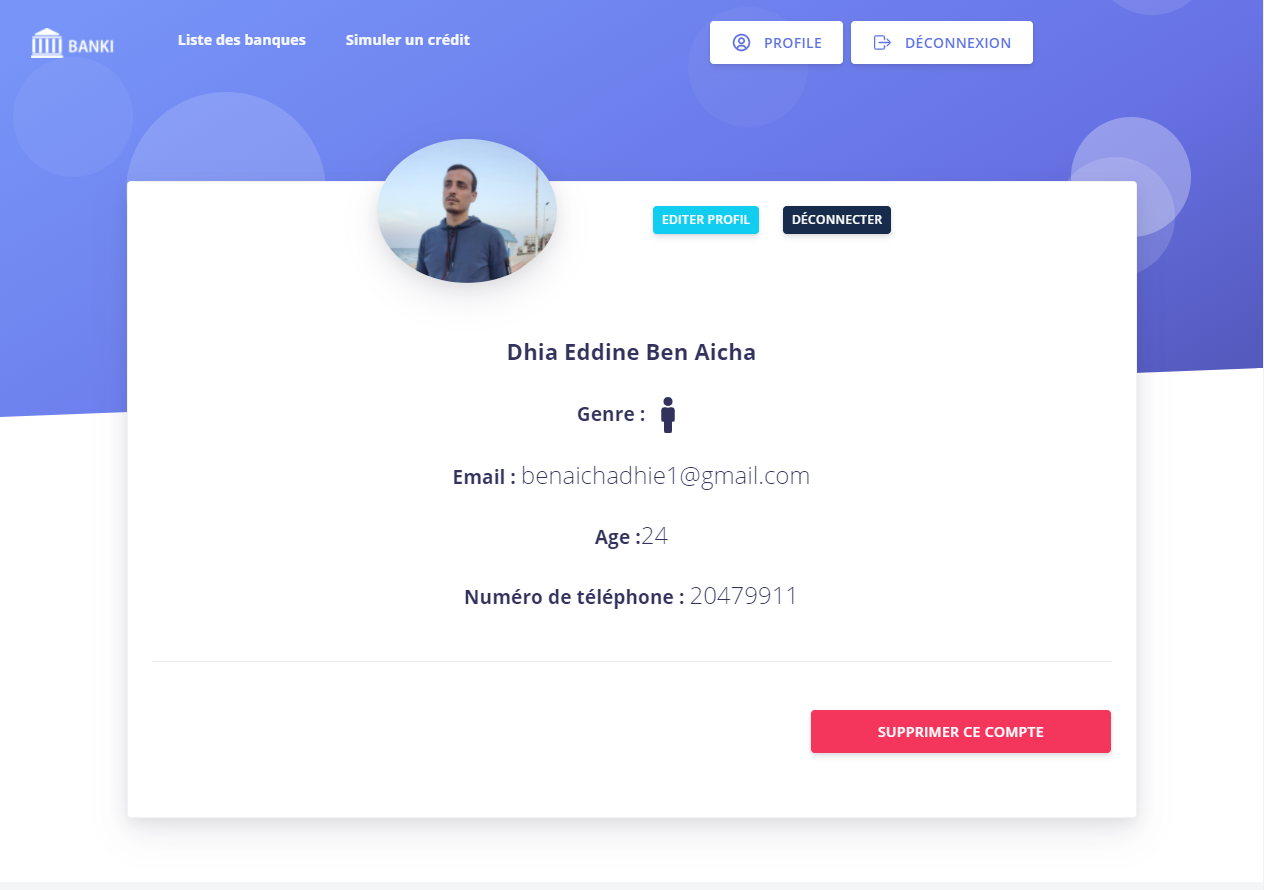 BANKI
Liste des banques
Simuler un crédit
PROFILE
DÉCONNEXION
EDITER PROFIL
DÉCONNECTER
Dhia Eddine Ben Aicha
Genre :
Email : benaichadhie1@gmail.com
Age :24
Numéro de téléphone : 20479911
SUPPRIMER CE COMPTE